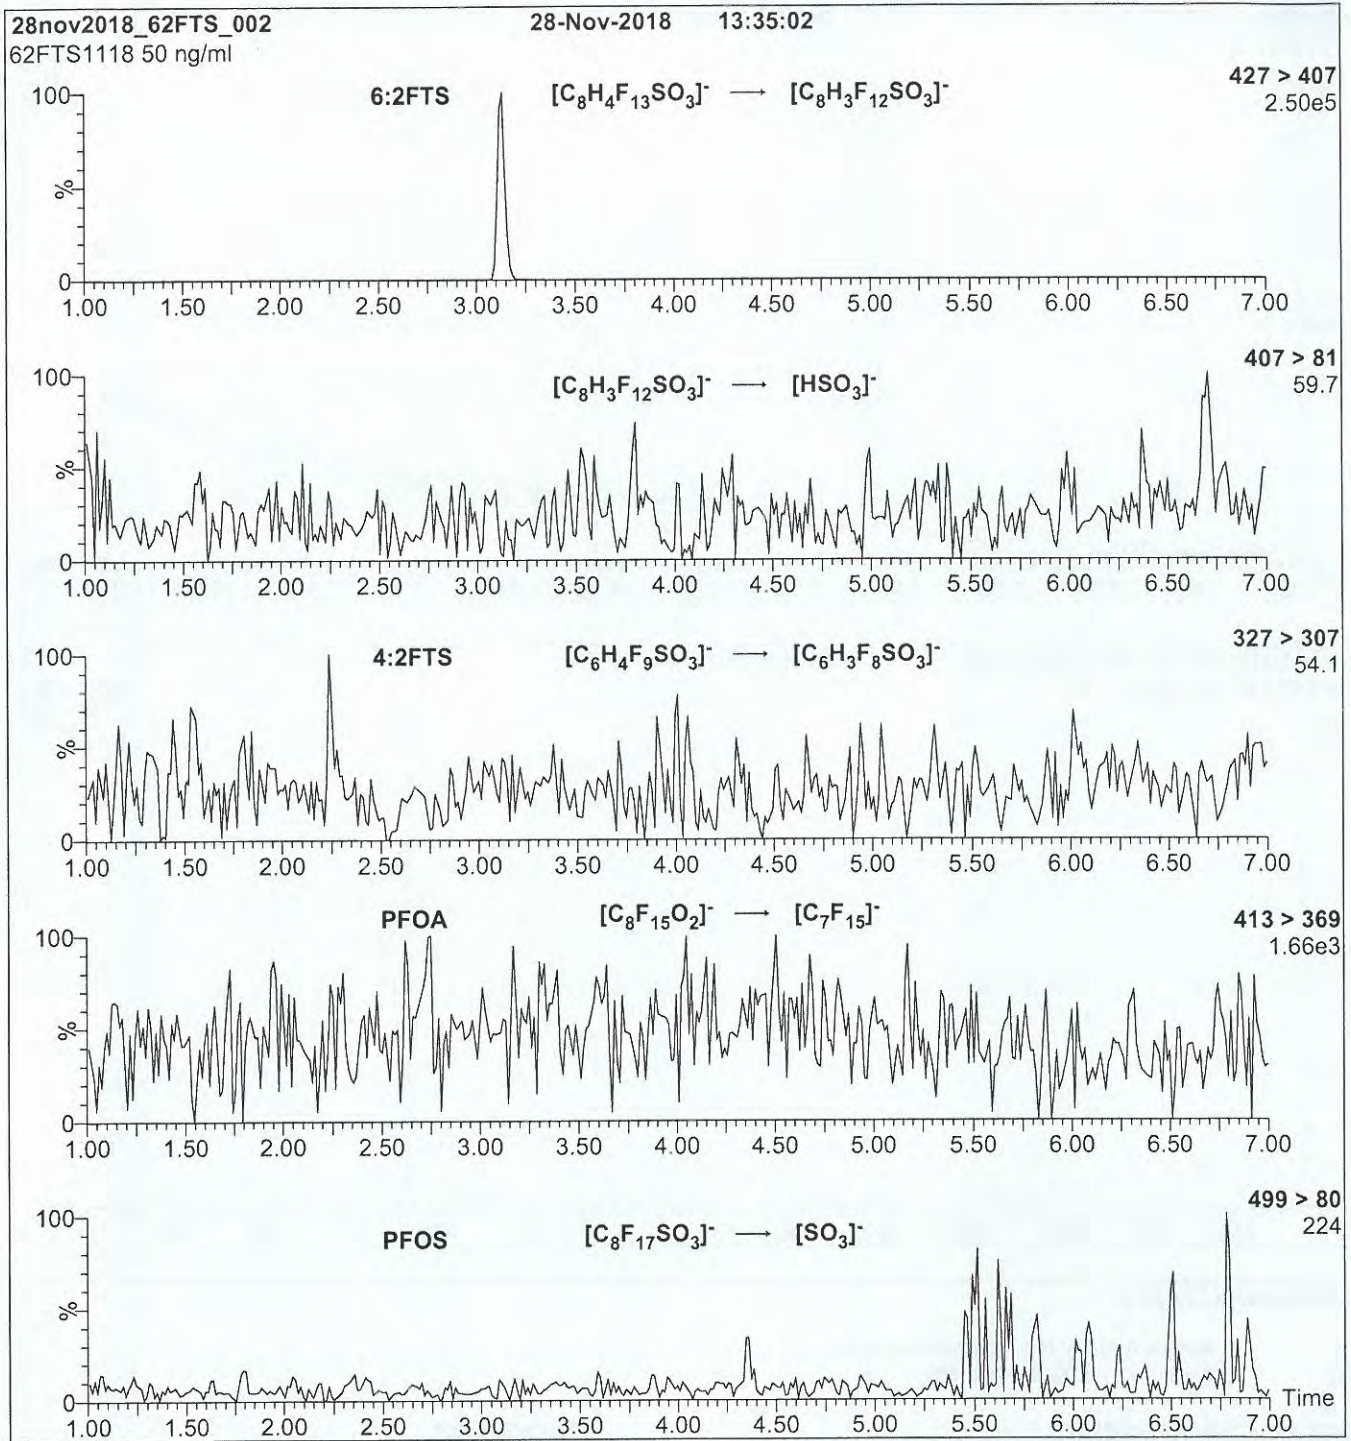 28nov2018_62FTS_002 28-Nov-2018 13:35:02
62FTS1118 50 ng/ml
427 > 407
2.50e5
6:2FTS [C₈H₄F₁₃SO₃]⁻ → [C₈H₃F₁₂SO₃]⁻
100
%
0
1.00 1.50 2.00 2.50 3.00 3.50 4.00 4.50 5.00 5.50 6.00 6.50 7.00
407 > 81
59.7
[C₈H₃F₁₂SO₃]⁻ → [HSO₃]⁻
100
%
0
1.00 1.50 2.00 2.50 3.00 3.50 4.00 4.50 5.00 5.50 6.00 6.50 7.00
327 > 307
54.1
4:2FTS [C₆H₄F₉SO₃]⁻ → [C₆H₃F₈SO₃]⁻
100
%
0
1.00 1.50 2.00 2.50 3.00 3.50 4.00 4.50 5.00 5.50 6.00 6.50 7.00
413 > 369
1.66e3
PFOA [C₈F₁₅O₂]⁻ → [C₇F₁₅]⁻
100
%
0
1.00 1.50 2.00 2.50 3.00 3.50 4.00 4.50 5.00 5.50 6.00 6.50 7.00
499 > 80
224
PFOS [C₈F₁₇SO₃]⁻ → [SO₃]⁻
100
%
0
Time
1.00 1.50 2.00 2.50 3.00 3.50 4.00 4.50 5.00 5.50 6.00 6.50 7.00